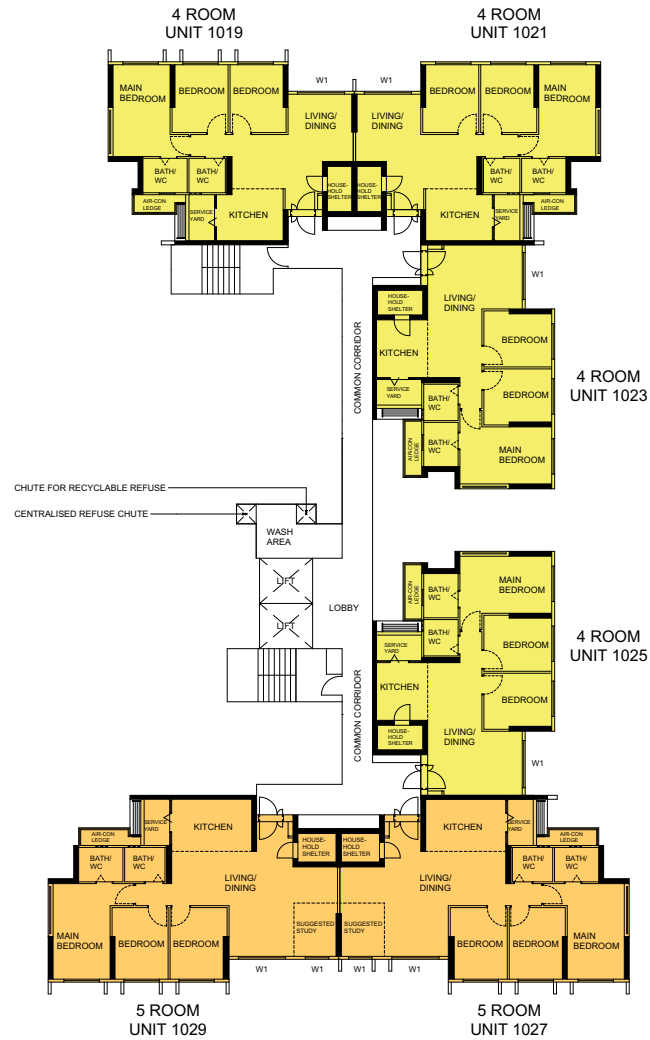 4 ROOM
UNIT 1019
4 ROOM
UNIT 1021
MAIN
BEDROOM
BEDROOM
BEDROOM
W1
W1
BEDROOM
BEDROOM
MAIN
BEDROOM
LIVING/
DINING
LIVING/
DINING
BATH/
WC
BATH/
WC
HOUSE-
HOLD
SHELTER
HOUSE-
HOLD
SHELTER
BATH/
WC
BATH/
WC
AIR-CON
LEDGE
SERVICE
YARD
KITCHEN
KITCHEN
SERVICE
YARD
AIR-CON
LEDGE
W1
HOUSE-
HOLD
SHELTER
LIVING/
DINING
COMMON CORRIDOR
KITCHEN
BEDROOM
SERVICE
YARD
BATH/
WC
BEDROOM
4 ROOM
UNIT 1023
AIR-CON
LEDGE
BATH/
WC
MAIN
BEDROOM
CHUTE FOR RECYCLABLE REFUSE
CENTRALISED REFUSE CHUTE
WASH
AREA
LIFT
LOBBY
LIFT
AIR-CON
LEDGE
BATH/
WC
MAIN
BEDROOM
BATH/
WC
SERVICE
YARD
BEDROOM
4 ROOM
UNIT 1025
KITCHEN
BEDROOM
COMMON CORRIDOR
HOUSE-
HOLD
SHELTER
LIVING/
DINING
W1
AIR-CON
LEDGE
SERVICE
YARD
KITCHEN
HOUSE-
HOLD
SHELTER
HOUSE-
HOLD
SHELTER
KITCHEN
SERVICE
YARD
AIR-CON
LEDGE
BATH/
WC
BATH/
WC
LIVING/
DINING
LIVING/
DINING
BATH/
WC
BATH/
WC
MAIN
BEDROOM
BEDROOM
BEDROOM
SUGGESTED
STUDY
SUGGESTED
STUDY
BEDROOM
BEDROOM
MAIN
BEDROOM
W1
W1
W1
W1
5 ROOM
UNIT 1029
5 ROOM
UNIT 1027